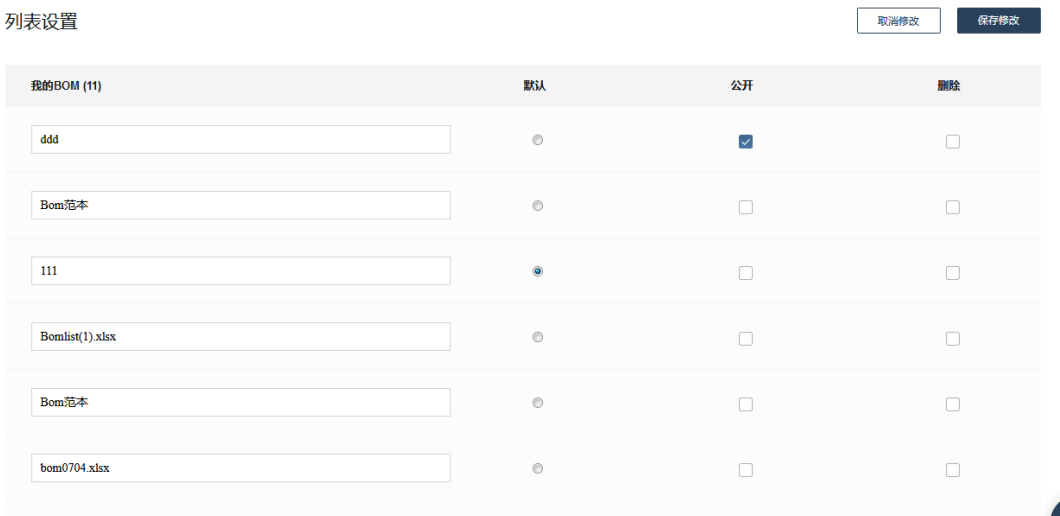 列表设置
取消修改
保存修改
我的BOM (11) 默认 公开 删除
ddd
Bom范本
111
Bomlist(1).xlsx
Bom范本
bom0704.xlsx